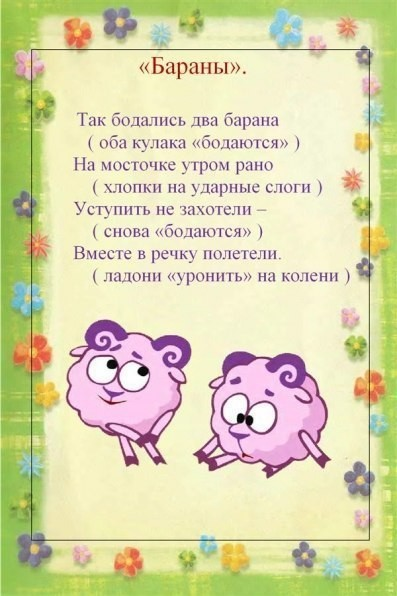 «Бараны».
Так бодались два барана
( оба кулака «бодаются» )
На мосточке утром рано
( хлопки на ударные слоги )
Уступить не захотели –
( снова «бодаются» )
Вместе в речку полетели.
( ладони «уронить» на колени )